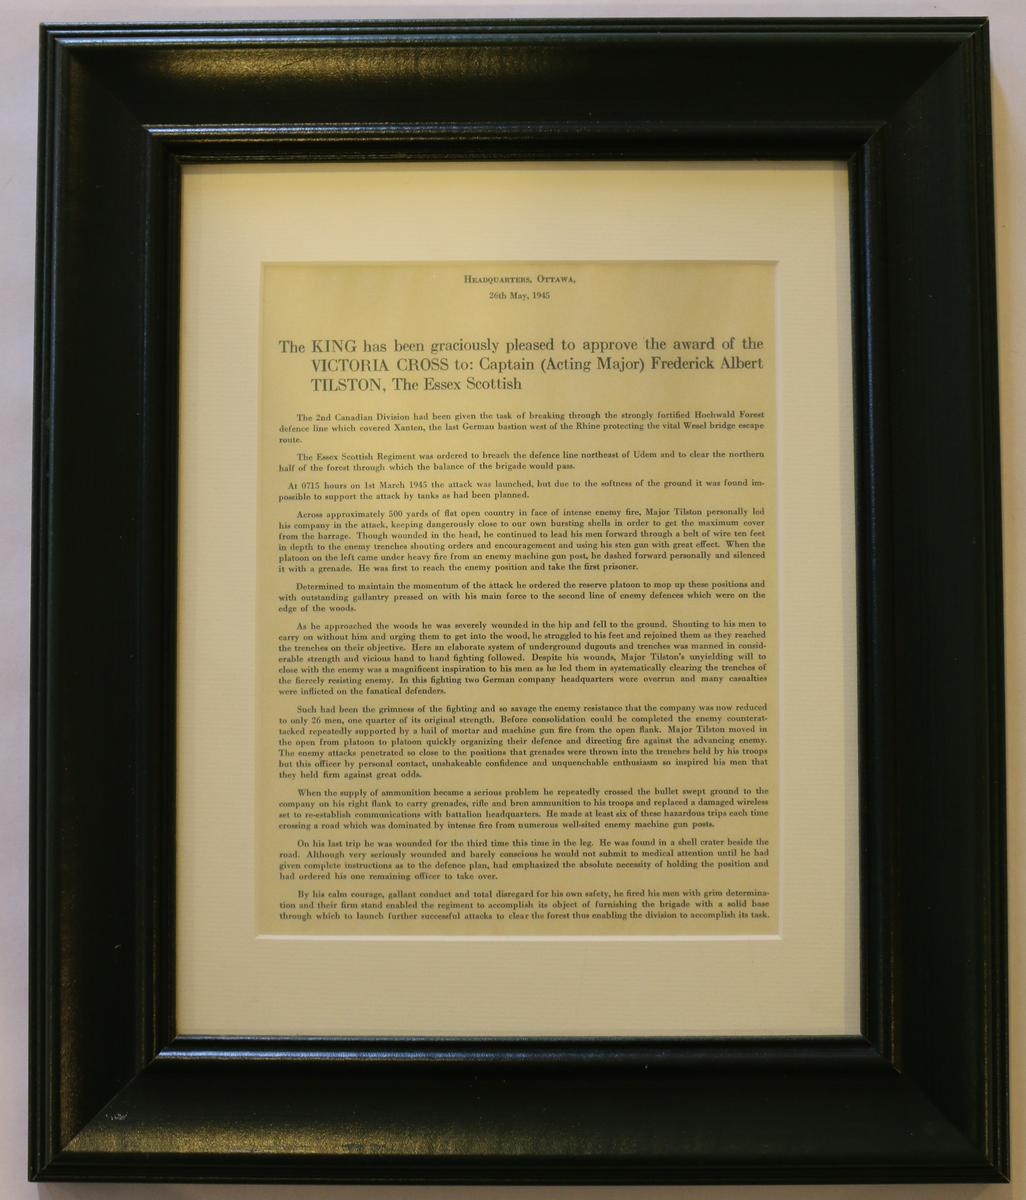 HEADQUARTERS, OTTAWA,
26th May, 1945
The KING has been graciously pleased to approve the award of the
VICTORIA CROSS to: Captain (Acting Major) Frederick Albert
TILSTON, The Essex Scottish
The 2nd Canadian Division had been given the task of breaking through the strongly fortified Hochwald Forest
defence line which covered Xanten, the last German bastion west of the Rhine protecting the vital Wesel bridge escape
route.
The Essex Scottish Regiment was ordered to breach the defence line northeast of Udem and to clear the northern
half of the forest through which the balance of the brigade would pass.
At 0715 hours on 1st March 1945 the attack was launched, but due to the softness of the ground it was found im-
possible to support the attack by tanks as had been planned.
Across approximately 500 yards of flat open country in face of intense enemy fire, Major Tilston personally led
his company in the attack, keeping dangerously close to our own bursting shells in order to get the maximum cover
from the barrage. Though wounded in the head, he continued to lead his men forward through a belt of wire ten feet
in depth to the enemy trenches shouting orders and encouragement and using his sten gun with great effect. When the
platoon on the left came under heavy fire from an enemy machine gun post, he dashed forward personally and silenced
it with a grenade. He was first to reach the enemy position and take the first prisoner.
Determined to maintain the momentum of the attack he ordered the reserve platoon to mop up these positions and
with outstanding gallantry pressed on with his main force to the second line of enemy defences which were on the
edge of the woods.
As he approached the woods he was severely wounded in the hip and fell to the ground. Shouting to his men to
carry on without him and urging them to get into the wood, he struggled to his feet and rejoined them as they reached
the trenches on their objective. Here an elaborate system of underground dugouts and trenches was manned in consid-
erable strength and vicious hand to hand fighting followed. Despite his wounds, Major Tilston's unyielding will to
close with the enemy was a magnificent inspiration to his men as he led them in systematically clearing the trenches of
the fiercely resisting enemy. In this fighting two German company headquarters were overrun and many casualties
were inflicted on the fanatical defenders.
Such had been the grimness of the fighting and so savage the enemy resistance that the company was now reduced
to only 26 men, one quarter of its original strength. Before consolidation could be completed the enemy counterat-
tacked repeatedly supported by a hail of mortar and machine gun fire from the open flank. Major Tilston moved in
the open from platoon to platoon quickly organizing their defence and directing fire against the advancing enemy.
The enemy attacks penetrated so close to the positions that grenades were thrown into the trenches held by his troops
but this officer by personal contact, unshakeable confidence and unquenchable enthusiasm so inspired his men that
they held firm against great odds.
When the supply of ammunition became a serious problem he repeatedly crossed the bullet swept ground to the
company on his right flank to carry grenades, rifle and bren ammunition to his troops and replaced a damaged wireless
set to re-establish communications with battalion headquarters. He made at least six of these hazardous trips each time
crossing a road which was dominated by intense fire from numerous well-sited enemy machine gun posts.
On his last trip he was wounded for the third time this time in the leg. He was found in a shell crater beside the
road. Although very seriously wounded and barely conscious he would not submit to medical attention until he had
given complete instructions as to the defence plan, had emphasized the absolute necessity of holding the position and
had ordered his one remaining officer to take over.
By his calm courage, gallant conduct and total disregard for his own safety, he fired his men with grim determina-
tion and their firm stand enabled the regiment to accomplish its object of furnishing the brigade with a solid base
through which to launch further successful attacks to clear the forest thus enabling the division to accomplish its task.